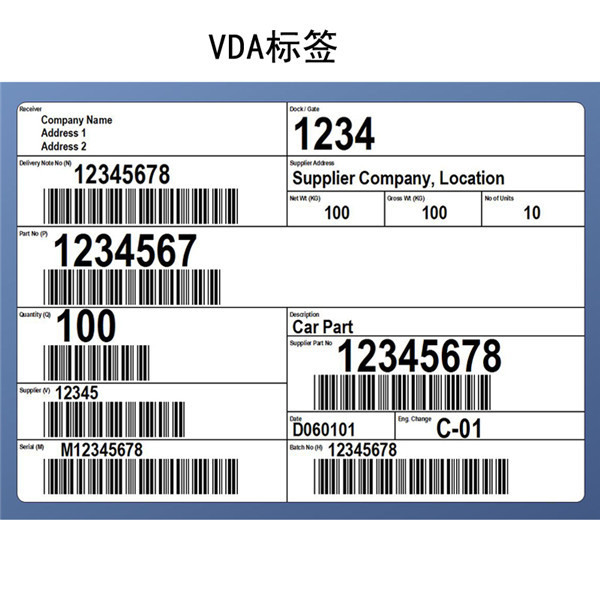 VDA标签
Receiver
Company Name
Address 1
Address 2
Dock / Gate
1234
Delivery Note No (N)
12345678
Supplier Address
Supplier Company, Location
Net Wt (KG)
100
Gross Wt (KG)
100
No of Units
10
Part No (P)
1234567
Quantity (Q)
100
Description
Car Part
Supplier Part No
12345678
Supplier (V)
12345
Date
D060101
Eng. Change
C-01
Serial (M)
M12345678
Batch No (H)
12345678